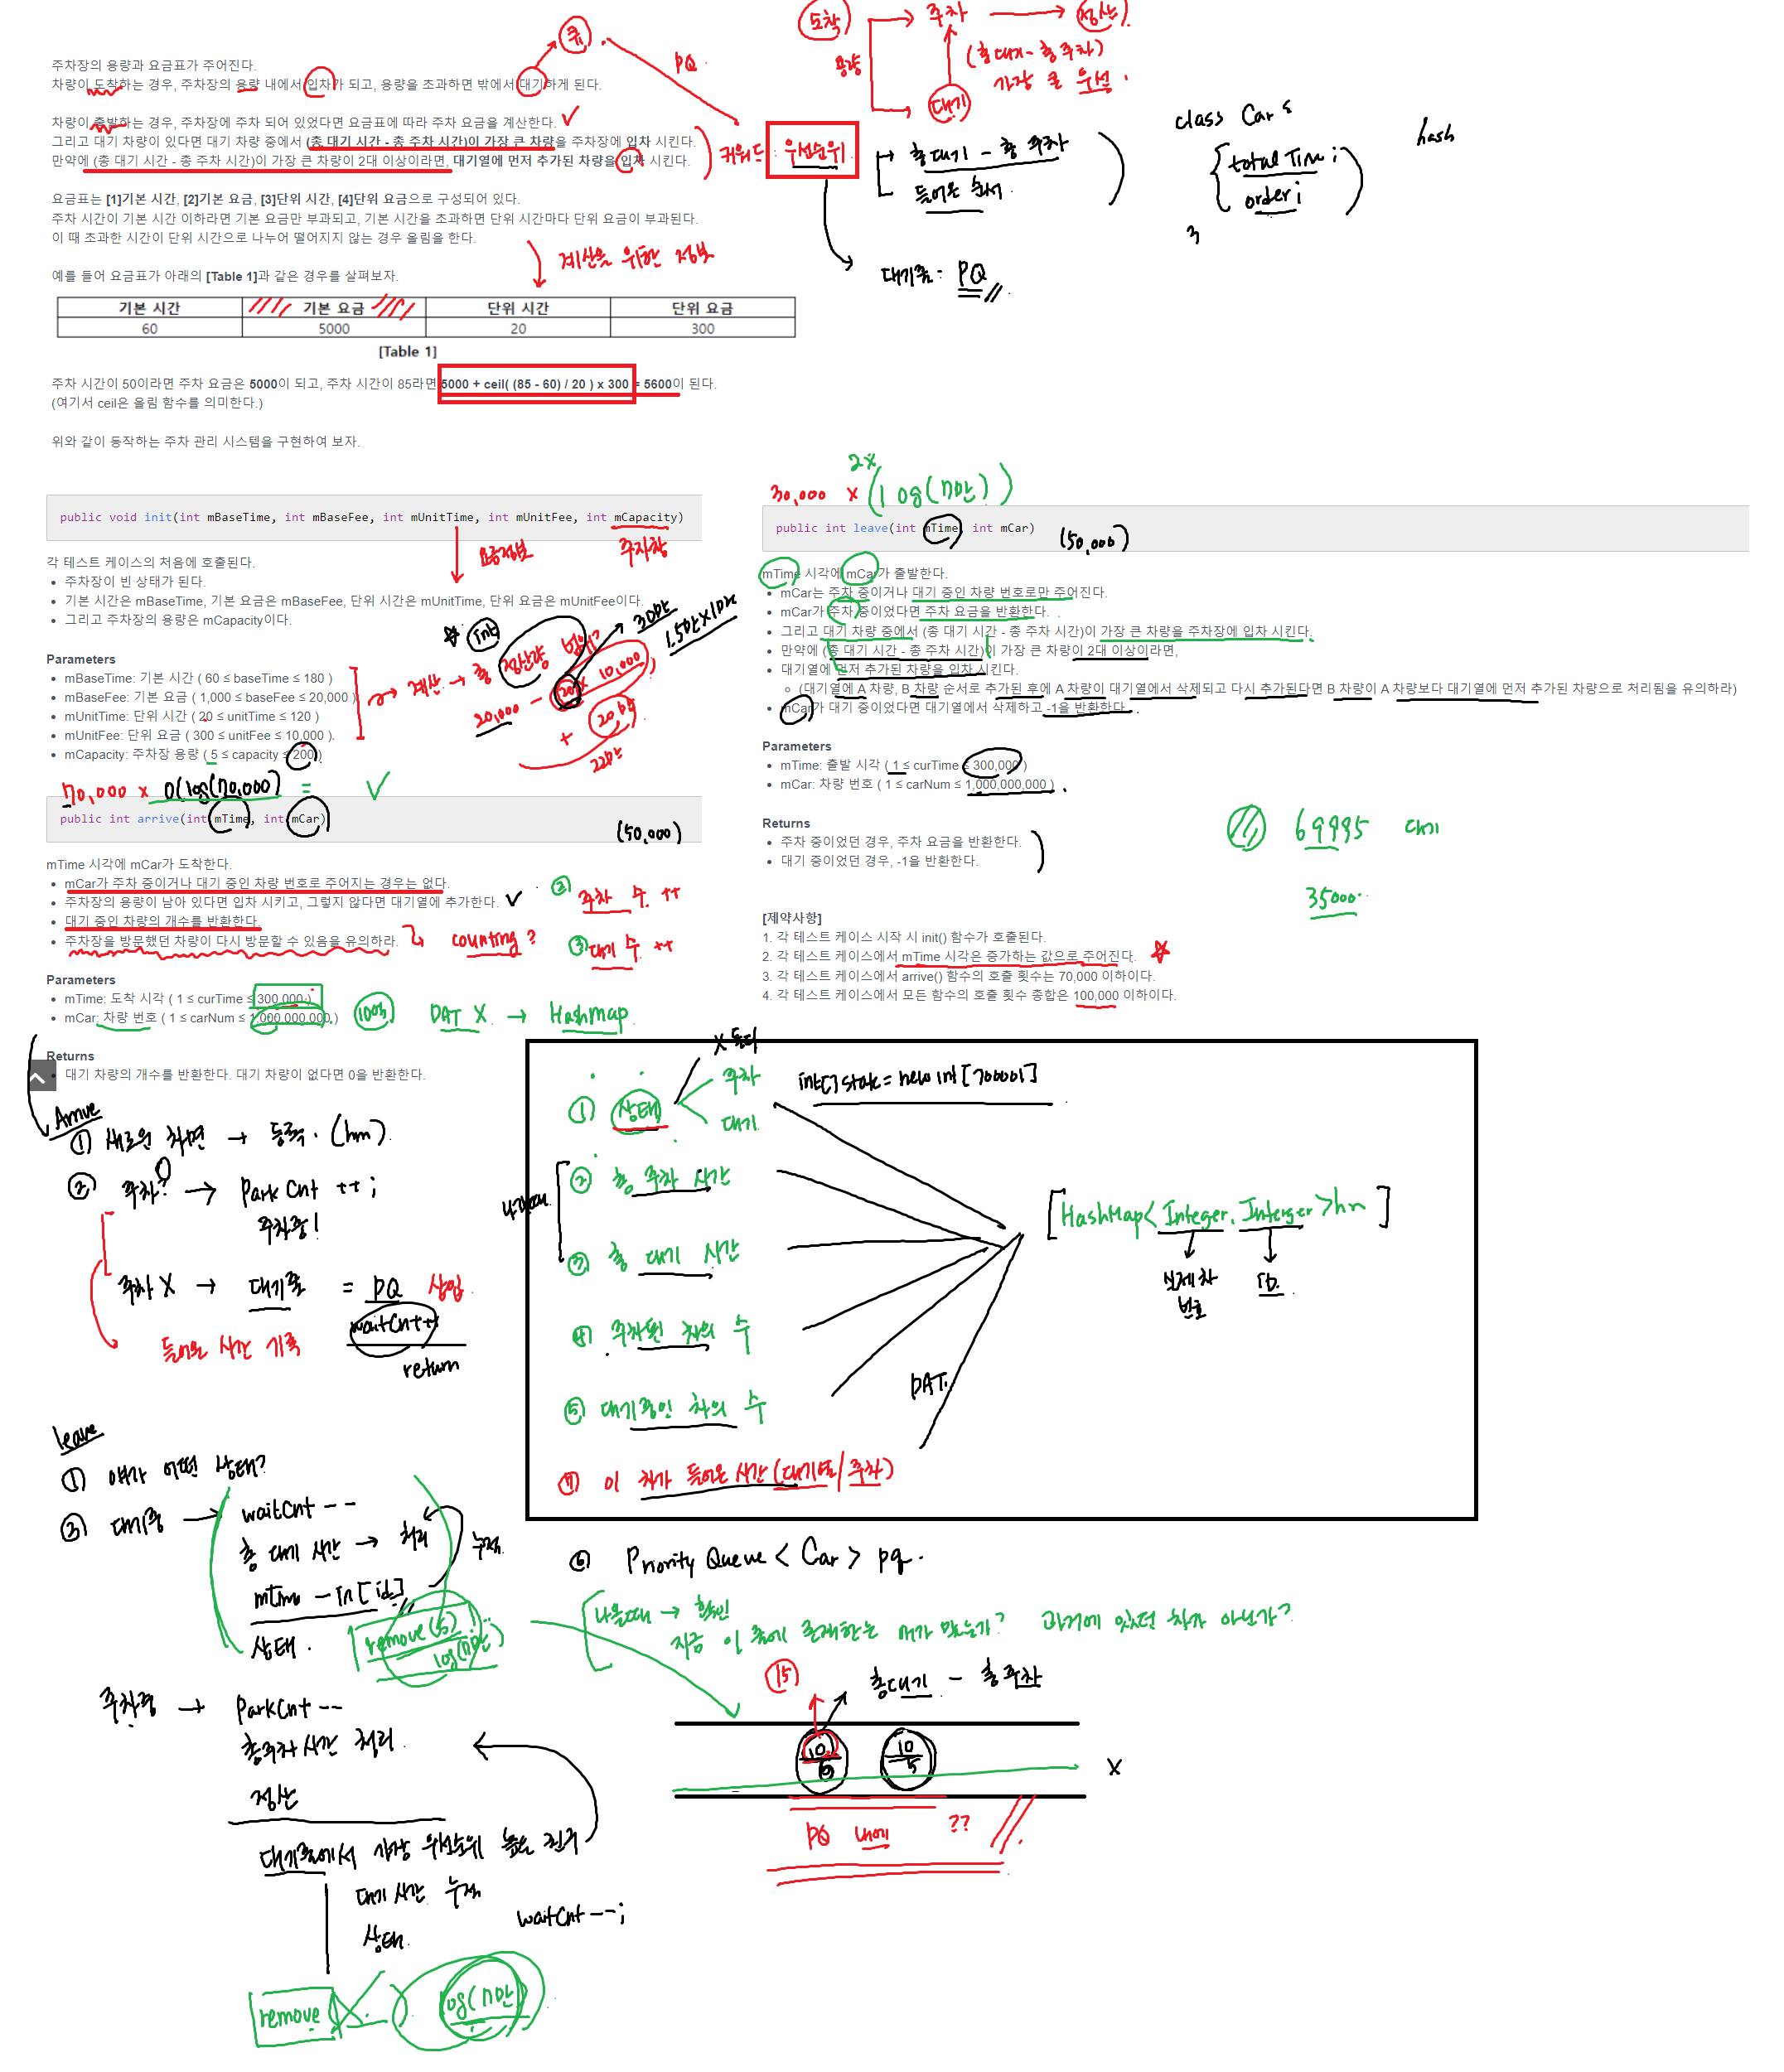 주차장의 용량과 요금표가 주어진다.
차량이 도착하는 경우, 주차장의 용량 내에서 입차가 되고, 용량을 초과하면 밖에서 대기하게 된다.
차량이 출발하는 경우, 주차장에 주차 되어 있었다면 요금표에 따라 주차 요금을 계산한다.
그리고 대기 차량이 있다면 대기 차량 중에서 (총 대기 시간 - 총 주차 시간)이 가장 큰 차량을 주차장에 입차 시킨다.
만약에 (총 대기 시간 - 총 주차 시간)이 가장 큰 차량이 2대 이상이라면, 대기열에 먼저 추가된 차량을 입차 시킨다.
요금표는 [1]기본 시간, [2]기본 요금, [3]단위 시간, [4]단위 요금으로 구성되어 있다.
주차 시간이 기본 시간 이하라면 기본 요금만 부과되고, 기본 시간을 초과하면 단위 시간마다 단위 요금이 부과된다.
이 때 초과한 시간이 단위 시간으로 나누어 떨어지지 않는 경우 올림을 한다.
예를 들어 요금표가 아래의 [Table 1]과 같은 경우를 살펴보자.
기본 시간 기본 요금 단위 시간 단위 요금
60 5000 20 300
[Table 1]
주차 시간이 50이라면 주차 요금은 5000이 되고, 주차 시간이 85라면 5000 + ceil( (85 - 60) / 20 ) x 300 = 5600이 된다.
(여기서 ceil은 올림 함수를 의미한다.)
위와 같이 동작하는 주차 관리 시스템을 구현하여 보자.
큐
PQ
키워드 : 우선순위
총대기 - 총 주차
들어온 순서
대기줄 : PQ
계산을 위한 정보
도착 주차 정산
용량
(총 대기 - 총 주차)
가장 큰 우선
대기
class Car {
total Time ;
order ;
}
hash
public void init(int mBaseTime, int mBaseFee, int mUnitTime, int mUnitFee, int mCapacity)
요금정보 주차장
각 테스트 케이스의 처음에 호출된다.
주차장이 빈 상태가 된다.
기본 시간은 mBaseTime, 기본 요금은 mBaseFee, 단위 시간은 mUnitTime, 단위 요금은 mUnitFee이다.
그리고 주차장의 용량은 mCapacity이다.
Parameters
mBaseTime: 기본 시간 ( 60 ≤ baseTime ≤ 180 )
mBaseFee: 기본 요금 ( 1,000 ≤ baseFee ≤ 20,000 )
mUnitTime: 단위 시간 ( 20 ≤ unitTime ≤ 120 )
mUnitFee: 단위 요금 ( 300 ≤ unitFee ≤ 10,000 ).
mCapacity: 주차장 용량 ( 5 ≤ capacity ≤ 200 )
int
30만
1.5만 x 1만
계산 → 총 정산량 범위?
20,000
10,000
70,000 x O(log(70,000)) =
public int arrive(int mTime, int mCar)
(50,000)
mTime 시각에 mCar가 도착한다.
mCar가 주차 중이거나 대기 중인 차량 번호로 주어지는 경우는 없다.
주차장의 용량이 남아 있다면 입차 시키고, 그렇지 않다면 대기열에 추가한다.
대기 중인 차량의 개수를 반환한다.
주차장을 방문했던 차량이 다시 방문할 수 있음을 유의하라.
② 주차 수 ++
counting?
③ 대기 수 ++
Parameters
mTime: 도착 시각 ( 1 ≤ curTime ≤ 300,000 )
mCar: 차량 번호 ( 1 ≤ carNum ≤ 1,000,000,000 )
10억 DAT X → HashMap
Returns
대기 차량의 개수를 반환한다. 대기 차량이 없다면 0을 반환한다.
30,000 x 2x (log(7만))
public int leave(int mTime, int mCar)
(50,000)
mTime 시각에 mCar가 출발한다.
mCar는 주차 중이거나 대기 중인 차량 번호로만 주어진다.
mCar가 주차 중이었다면 주차 요금을 반환한다.
그리고 대기 차량 중에서 (총 대기 시간 - 총 주차 시간)이 가장 큰 차량을 주차장에 입차 시킨다.
만약에 (총 대기 시간 - 총 주차 시간)이 가장 큰 차량이 2대 이상이라면,
대기열에 먼저 추가된 차량을 입차 시킨다.
(대기열에 A 차량, B 차량 순서로 추가된 후에 A 차량이 대기열에서 삭제되고 다시 추가된다면 B 차량이 A 차량보다 대기열에 먼저 추가된 차량으로 처리됨을 유의하라)
mCar가 대기 중이었다면 대기열에서 삭제하고 -1을 반환한다.
Parameters
mTime: 출발 시각 ( 1 ≤ curTime ≤ 300,000 )
mCar: 차량 번호 ( 1 ≤ carNum ≤ 1,000,000,000 )
Returns
주차 중이었던 경우, 주차 요금을 반환한다.
대기 중이었던 경우, -1을 반환한다.
69995 대기
35000
[제약사항]
1. 각 테스트 케이스 시작 시 init() 함수가 호출된다.
2. 각 테스트 케이스에서 mTime 시각은 증가하는 값으로 주어진다.
3. 각 테스트 케이스에서 arrive() 함수의 호출 횟수는 70,000 이하이다.
4. 각 테스트 케이스에서 모든 함수의 호출 횟수 총합은 100,000 이하이다.
Arrive
① 새로운 차면 → 등록. (hm)
② 주차? → Park Cnt ++;
주차중!
주차 X → 대기줄 = PQ 삽입
waitCnt++
들어온 시간 기록
return
① 상태
주차
대기
int[] state = new int[70001]
② 총 주차 시간
③ 총 대기 시간
④ 주차된 차의 수
⑤ 대기중인 차의 수
⑦ 이 차가 들어온 시간 (대기열/주차)
DAT
[HashMap< Integer, Interger >hm ]
실제 차 번호
ID.
leave
① 얘가 어떤 상태?
③ 대기중 → waitCnt --
총 대기 시간 → 처리
누적
mTime - In[id]
상태.
remove(5)
log(7만)
⑥ Priority Queue < Car > pq.
나올때 → 확인
지금 이 줄에 존재하는 애가 맞는가? 과거에 있던 차가 아닌가?
주차중 → ParkCnt --
총주차 시간 처리
정산
대기줄에서 가장 우선순위 높은 친구
대기 시간 누적
상태
waitCnt --;
remove log(7만)
15
총대기 - 총 주차
10
6
10
5
X
PQ 내에 ??